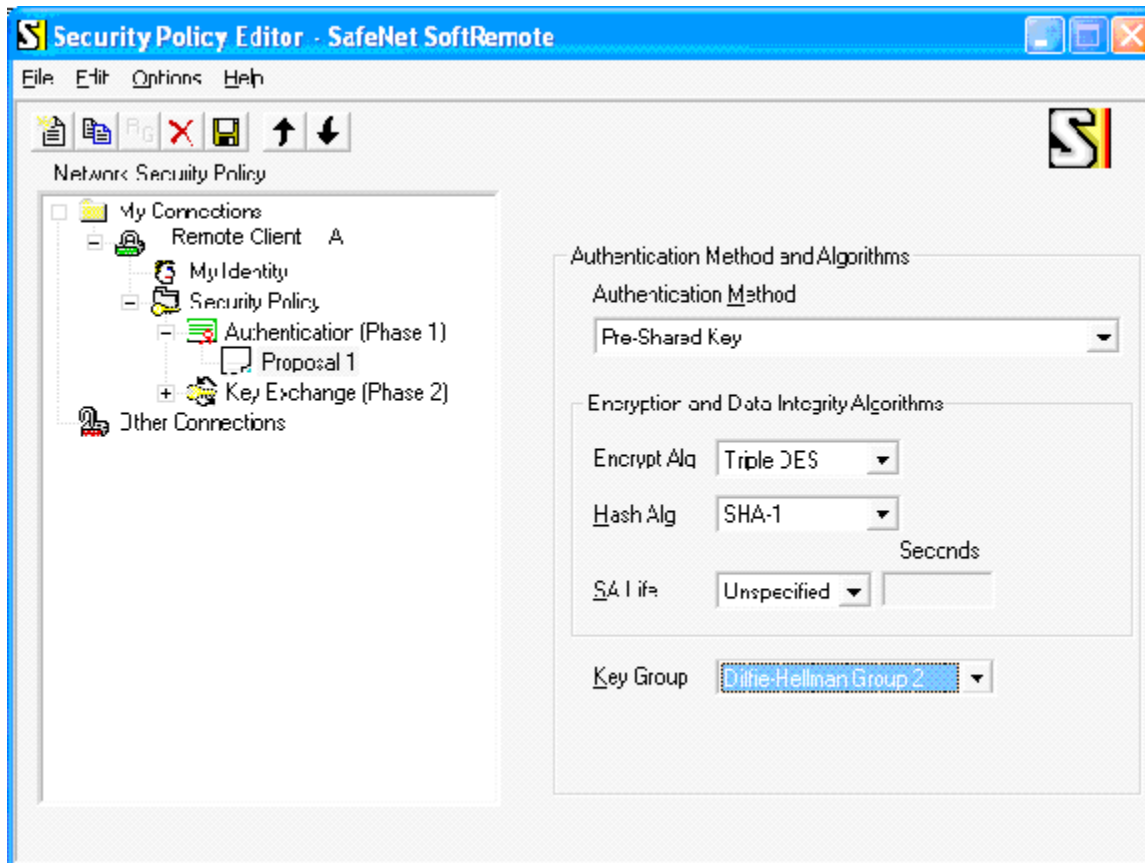 Security Policy Editor - SafeNet SoftRemote
File Edit Options Help
Network Security Policy
My Connections
Remote Client A
My Identity
Security Policy
Authentication (Phase 1)
Proposal 1
Key Exchange (Phase 2)
Other Connections
Authentication Method and Algorithms
Authentication Method
Pre-Shared Key
Encryption and Data Integrity Algorithms
Encrypt Alg Triple DES
Hash Alg SHA-1
Seconds
SA Life Unspecified
Key Group Diffie-Hellman Group 2